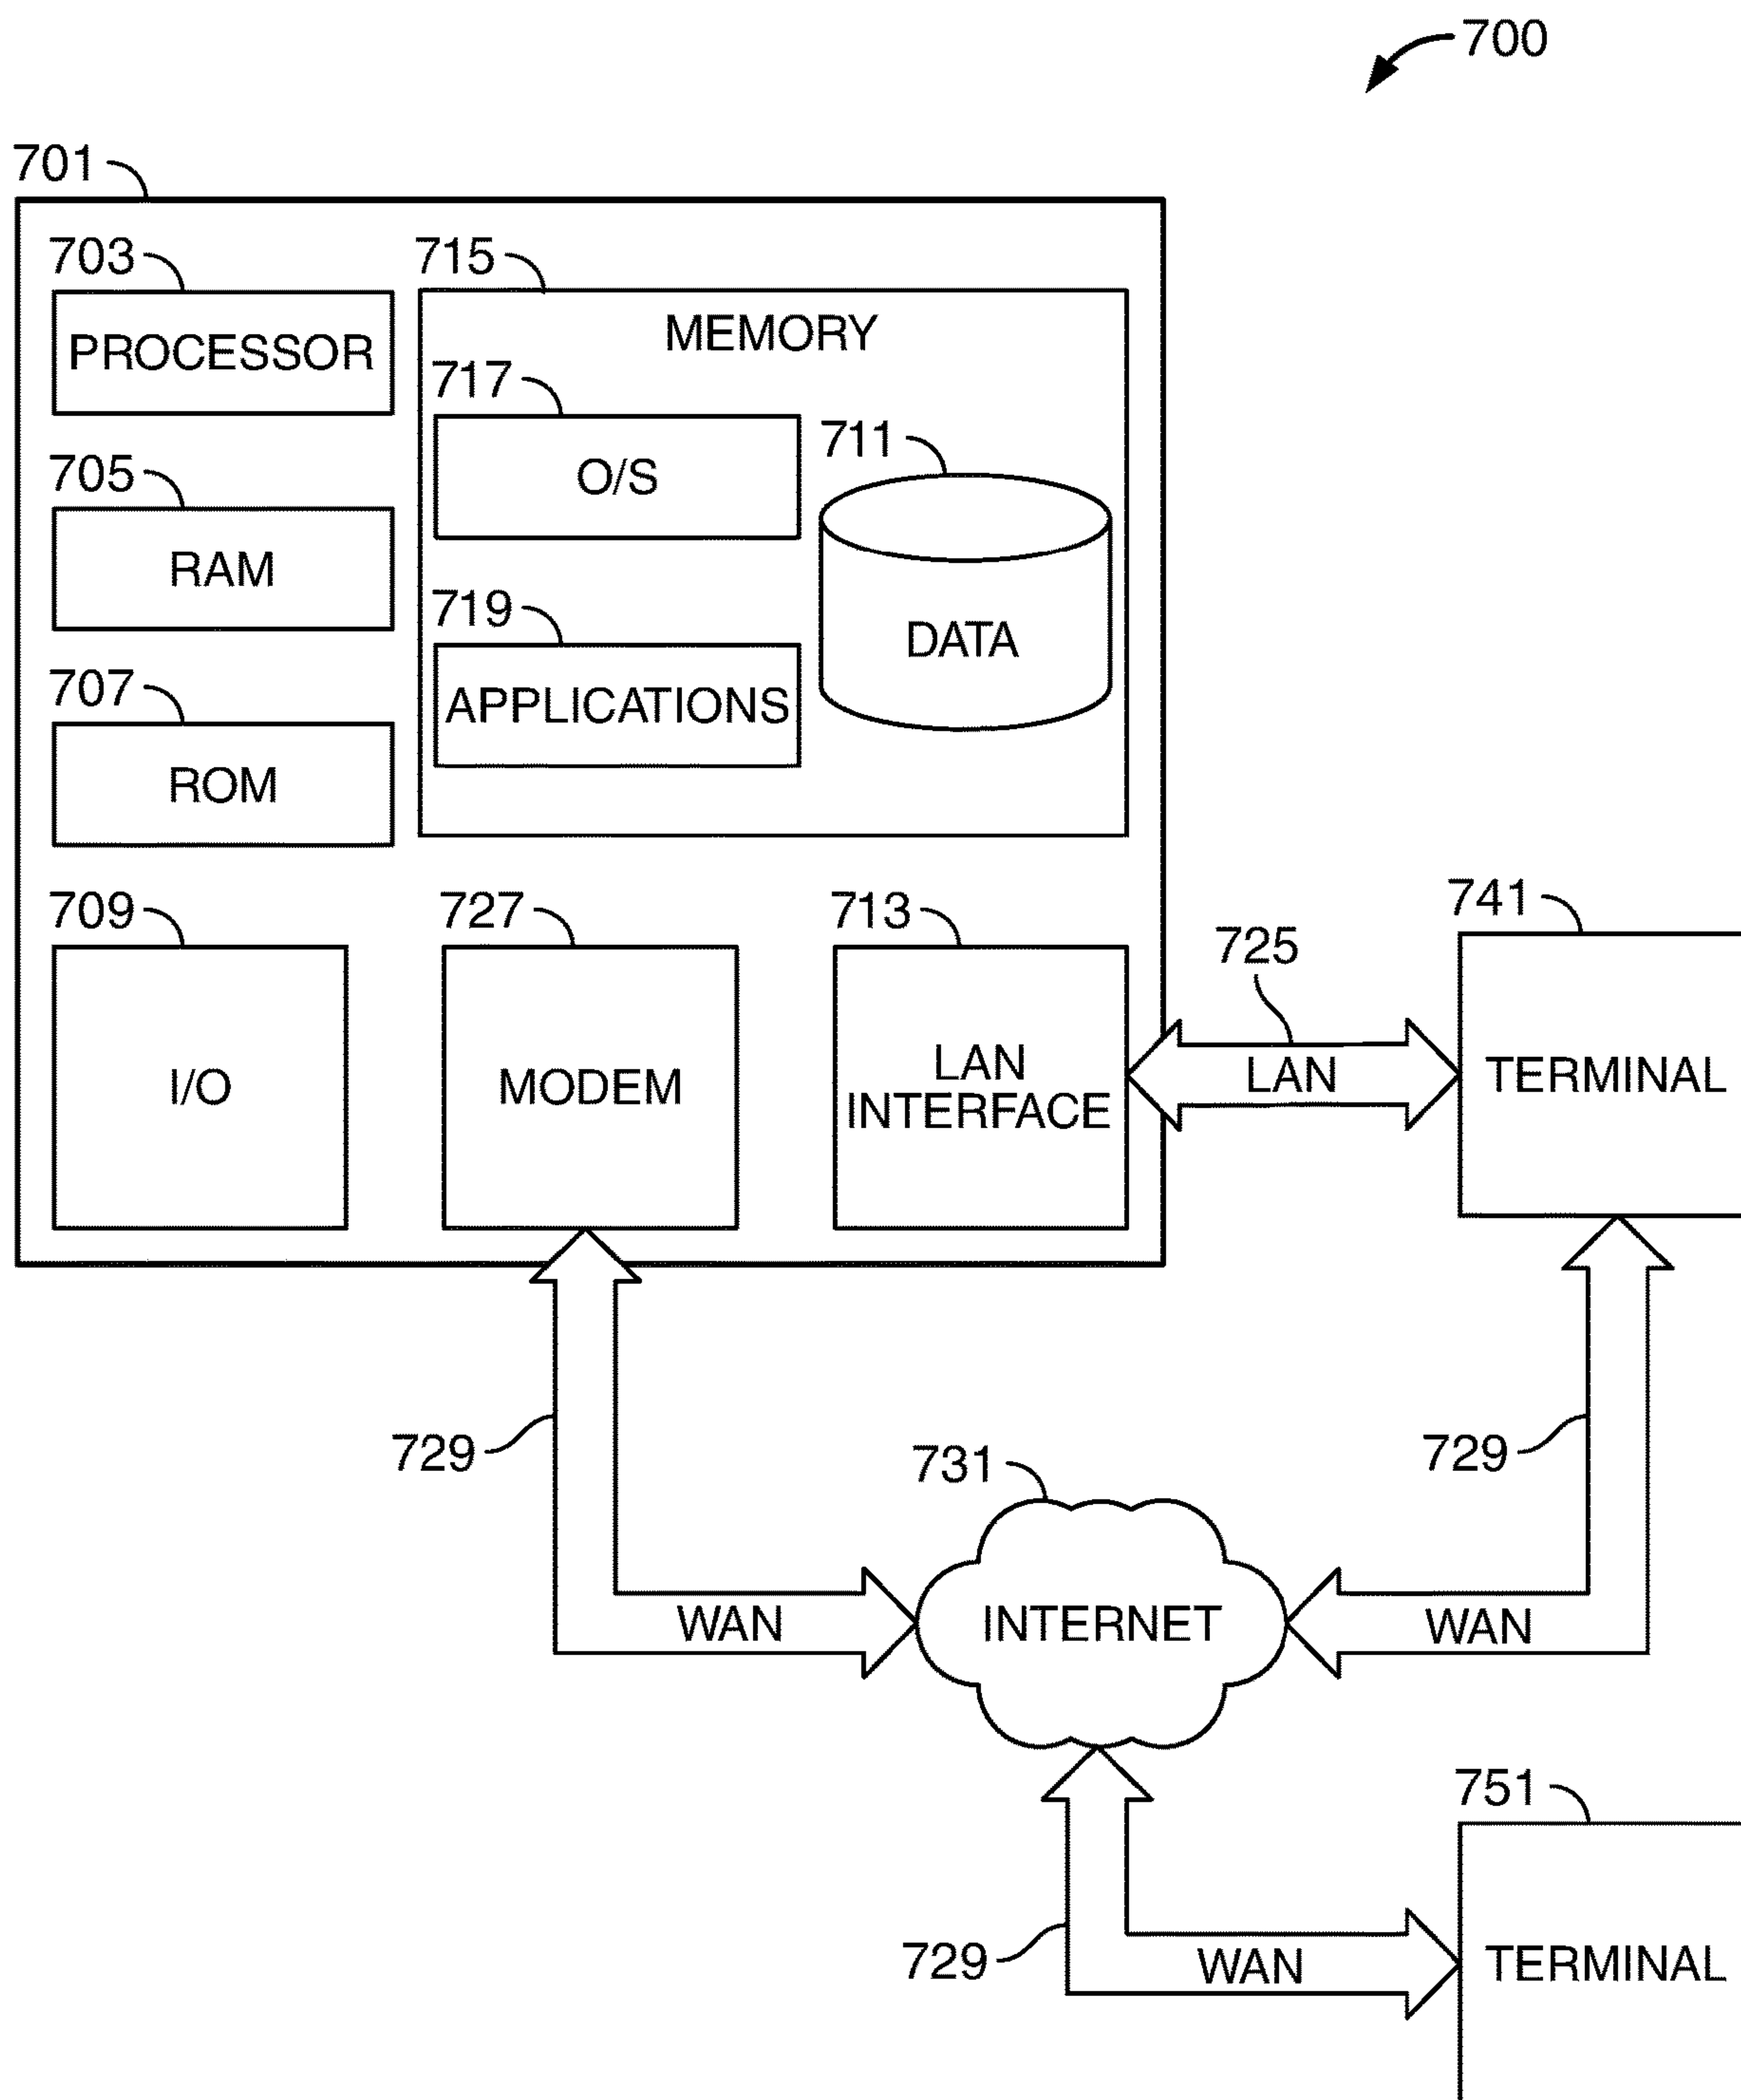 700
701
703
PROCESSOR
705
RAM
707
ROM
715
MEMORY
717
O/S
711
DATA
719
APPLICATIONS
709
I/O
727
MODEM
713
LAN
INTERFACE
725
LAN
741
TERMINAL
729
WAN
731
INTERNET
729
WAN
729
WAN
751
TERMINAL